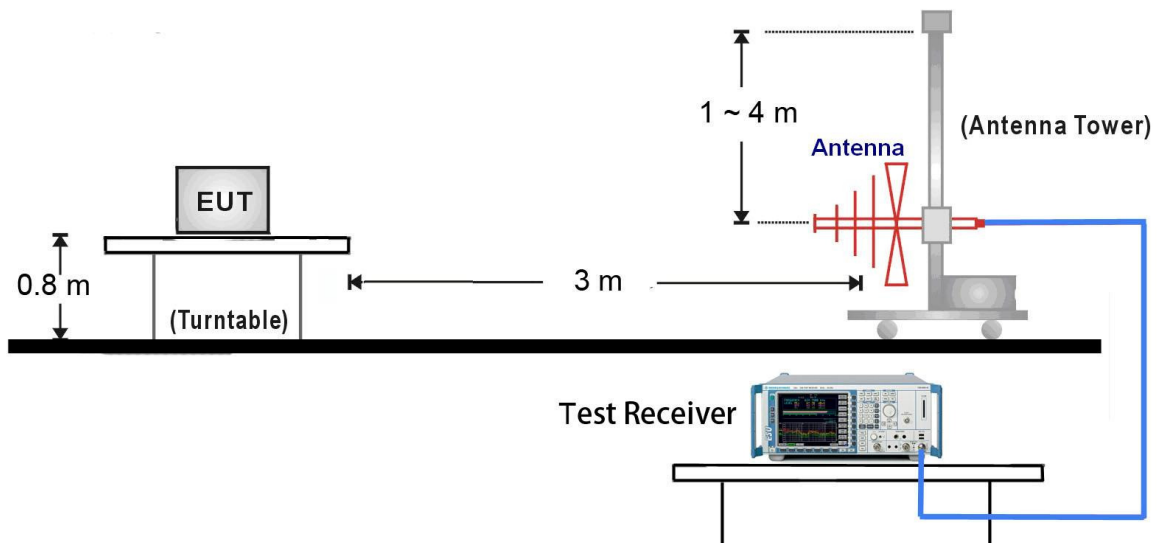 1 ~ 4 m
(Antenna Tower)
Antenna
EUT
0.8 m
3 m
(Turntable)
Test Receiver